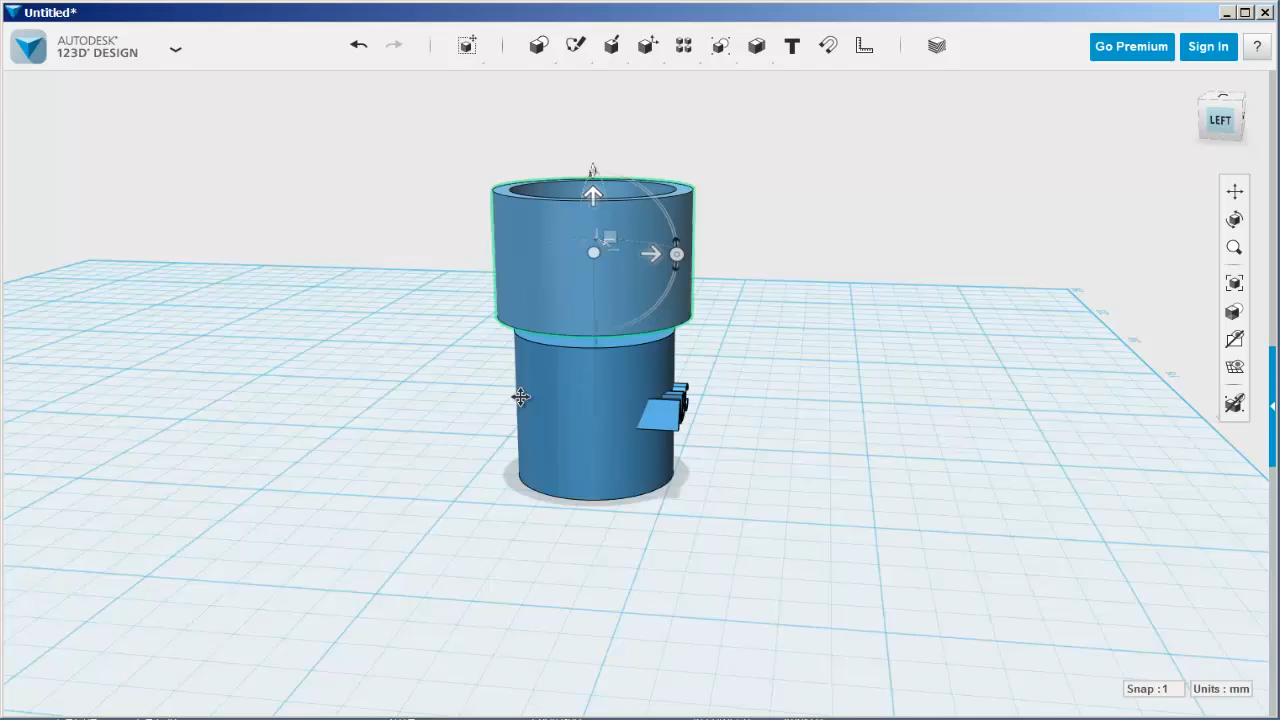 Untitled*
AUTODESK®
123D® DESIGN
Go Premium
Sign In
?
LEFT
Snap : 1
Units : mm